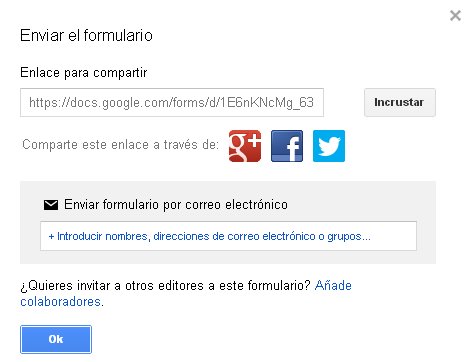 Enviar el formulario
Enlace para compartir
https://docs.google.com/forms/d/1E6nKNcMg_63
Incrustar
Comparte este enlace a través de:
g+
f
Enviar formulario por correo electrónico
+ Introducir nombres, direcciones de correo electrónico o grupos...
¿Quieres invitar a otros editores a este formulario? Añade
colaboradores.
Ok